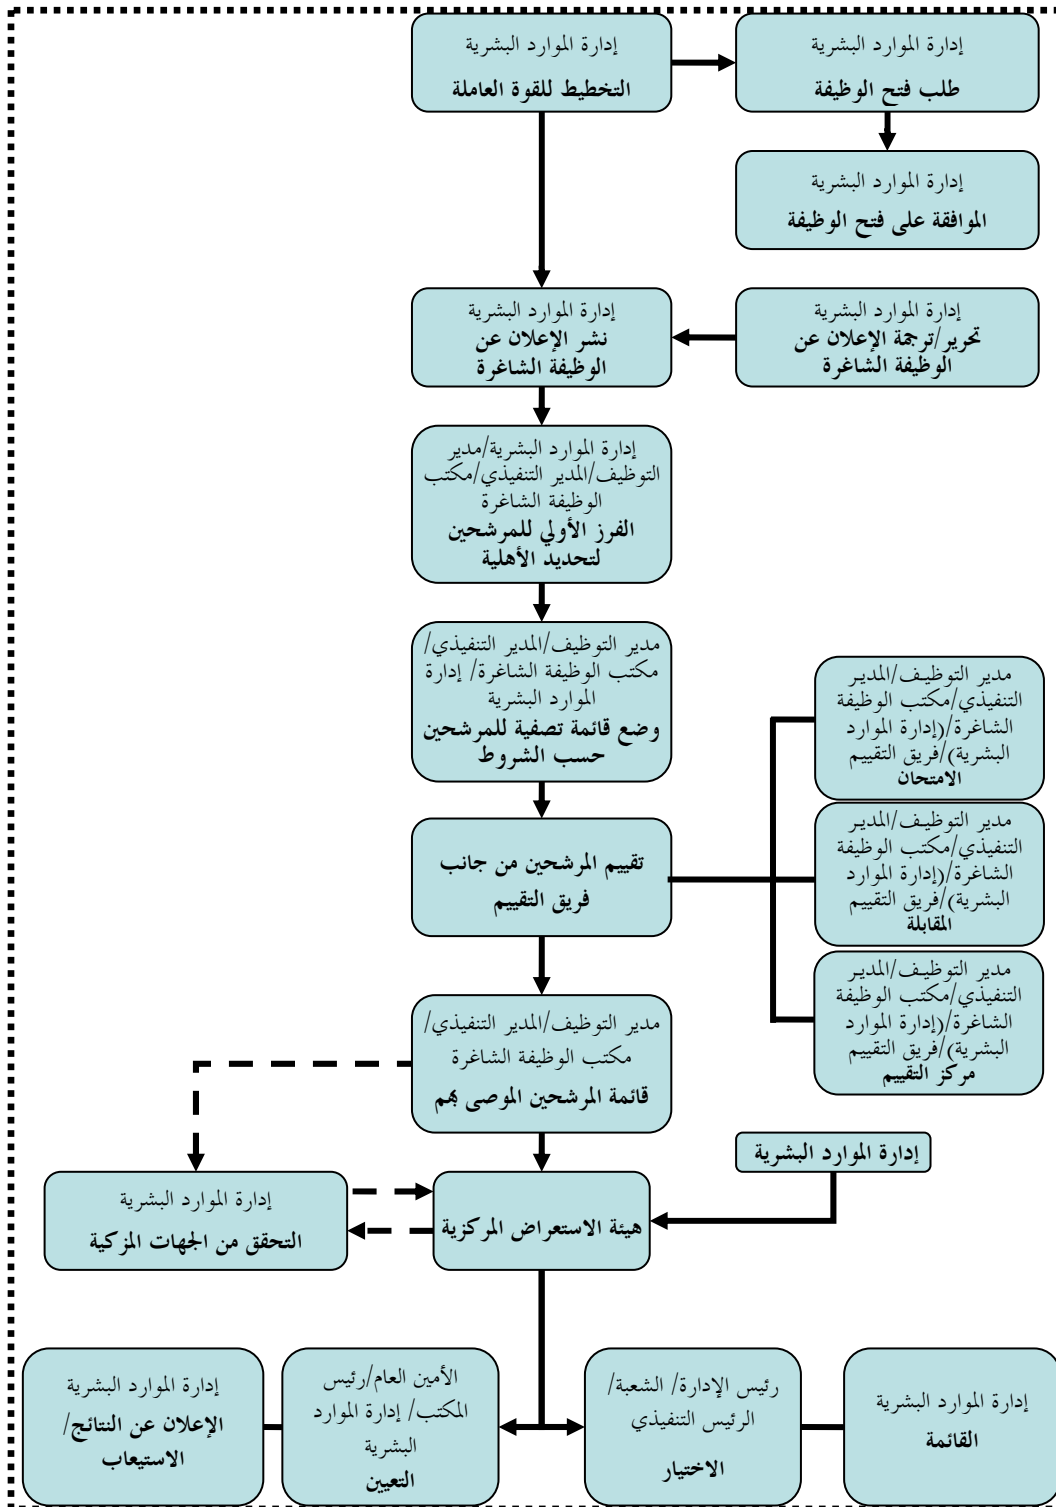 إدارة الموارد البشرية
التخطيط للقوة العاملة
إدارة الموارد البشرية
طلب فتح الوظيفة
إدارة الموارد البشرية
الموافقة على فتح الوظيفة
إدارة الموارد البشرية
تحرير/ترجمة الإعلان عن
الوظيفة الشاغرة
إدارة الموارد البشرية
نشر الإعلان عن
الوظيفة الشاغرة
إدارة الموارد البشرية/مدير
التوظيف/المدير التنفيذي/مكتب
الوظيفة الشاغرة
الفرز الأولي للمرشحين
لتحديد الأهلية
مدير التوظيف/المدير التنفيذي/
مكتب الوظيفة الشاغرة/ إدارة
الموارد البشرية
وضع قائمة تصفية للمرشحين
حسب الشروط
تقييم المرشحين من جانب
فريق التقييم
مدير التوظيف/المدير
التنفيذي/مكتب الوظيفة
الشاغرة/(إدارة الموارد
البشرية)/فريق التقييم
الامتحان
مدير التوظيف/المدير
التنفيذي/مكتب الوظيفة
الشاغرة/(إدارة الموارد
البشرية)/فريق التقييم
المقابلة
مدير التوظيف/المدير
التنفيذي/مكتب الوظيفة
الشاغرة/(إدارة الموارد
البشرية)/فريق التقييم
مركز التقييم
مدير التوظيف/المدير التنفيذي/
مكتب الوظيفة الشاغرة
قائمة المرشحين الموصى بهم
إدارة الموارد البشرية
هيئة الاستعراض المركزية
إدارة الموارد البشرية
التحقق من الجهات المزكية
إدارة الموارد البشرية
القائمة
رئيس الإدارة/ الشعبة/
الرئيس التنفيذي
الاختيار
الأمين العام/رئيس
المكتب/ إدارة الموارد
البشرية
التعيين
إدارة الموارد البشرية
الإعلان عن النتائج/
الاستيعاب